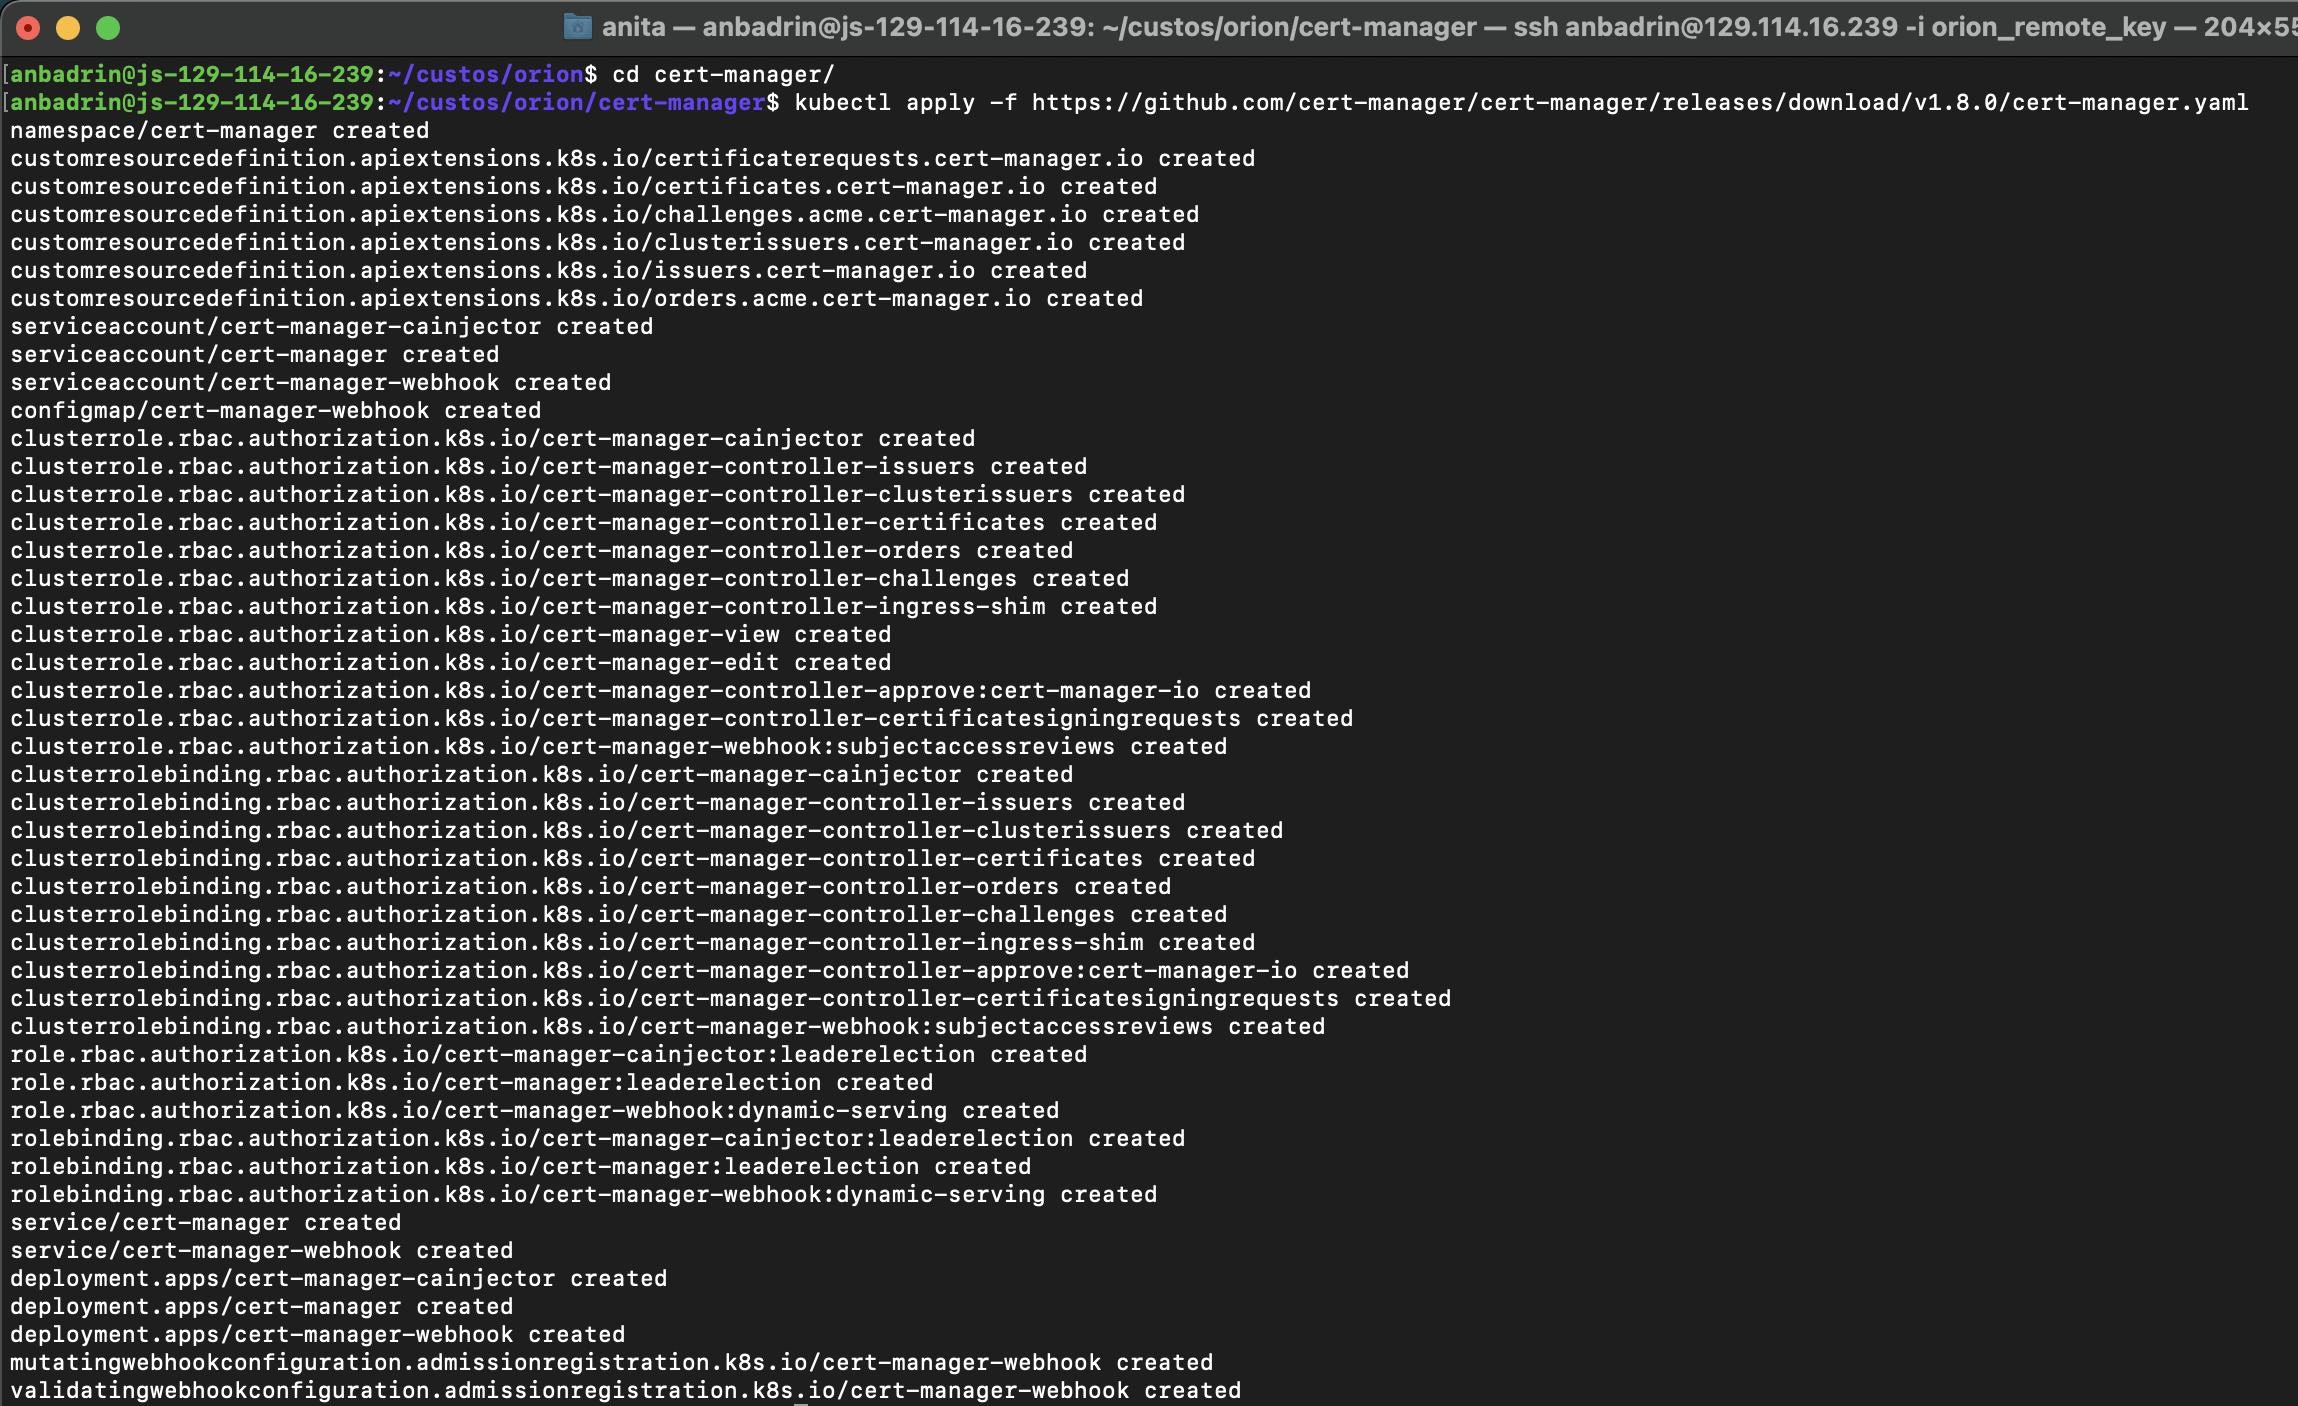 anita — anbadrin@js-129-114-16-239: ~/custos/orion/cert-manager — ssh anbadrin@129.114.16.239 -i orion_remote_key — 204×55
[anbadrin@js-129-114-16-239:~/custos/orion$ cd cert-manager/
[anbadrin@js-129-114-16-239:~/custos/orion/cert-manager$ kubectl apply -f https://github.com/cert-manager/cert-manager/releases/download/v1.8.0/cert-manager.yaml
namespace/cert-manager created
customresourcedefinition.apiextensions.k8s.io/certificaterequests.cert-manager.io created
customresourcedefinition.apiextensions.k8s.io/certificates.cert-manager.io created
customresourcedefinition.apiextensions.k8s.io/challenges.acme.cert-manager.io created
customresourcedefinition.apiextensions.k8s.io/clusterissuers.cert-manager.io created
customresourcedefinition.apiextensions.k8s.io/issuers.cert-manager.io created
customresourcedefinition.apiextensions.k8s.io/orders.acme.cert-manager.io created
serviceaccount/cert-manager-cainjector created
serviceaccount/cert-manager created
serviceaccount/cert-manager-webhook created
configmap/cert-manager-webhook created
clusterrole.rbac.authorization.k8s.io/cert-manager-cainjector created
clusterrole.rbac.authorization.k8s.io/cert-manager-controller-issuers created
clusterrole.rbac.authorization.k8s.io/cert-manager-controller-clusterissuers created
clusterrole.rbac.authorization.k8s.io/cert-manager-controller-certificates created
clusterrole.rbac.authorization.k8s.io/cert-manager-controller-orders created
clusterrole.rbac.authorization.k8s.io/cert-manager-controller-challenges created
clusterrole.rbac.authorization.k8s.io/cert-manager-controller-ingress-shim created
clusterrole.rbac.authorization.k8s.io/cert-manager-view created
clusterrole.rbac.authorization.k8s.io/cert-manager-edit created
clusterrole.rbac.authorization.k8s.io/cert-manager-controller-approve:cert-manager-io created
clusterrole.rbac.authorization.k8s.io/cert-manager-controller-certificatesigningrequests created
clusterrole.rbac.authorization.k8s.io/cert-manager-webhook:subjectaccessreviews created
clusterrolebinding.rbac.authorization.k8s.io/cert-manager-cainjector created
clusterrolebinding.rbac.authorization.k8s.io/cert-manager-controller-issuers created
clusterrolebinding.rbac.authorization.k8s.io/cert-manager-controller-clusterissuers created
clusterrolebinding.rbac.authorization.k8s.io/cert-manager-controller-certificates created
clusterrolebinding.rbac.authorization.k8s.io/cert-manager-controller-orders created
clusterrolebinding.rbac.authorization.k8s.io/cert-manager-controller-challenges created
clusterrolebinding.rbac.authorization.k8s.io/cert-manager-controller-ingress-shim created
clusterrolebinding.rbac.authorization.k8s.io/cert-manager-controller-approve:cert-manager-io created
clusterrolebinding.rbac.authorization.k8s.io/cert-manager-controller-certificatesigningrequests created
clusterrolebinding.rbac.authorization.k8s.io/cert-manager-webhook:subjectaccessreviews created
role.rbac.authorization.k8s.io/cert-manager-cainjector:leaderelection created
role.rbac.authorization.k8s.io/cert-manager:leaderelection created
role.rbac.authorization.k8s.io/cert-manager-webhook:dynamic-serving created
rolebinding.rbac.authorization.k8s.io/cert-manager-cainjector:leaderelection created
rolebinding.rbac.authorization.k8s.io/cert-manager:leaderelection created
rolebinding.rbac.authorization.k8s.io/cert-manager-webhook:dynamic-serving created
service/cert-manager created
service/cert-manager-webhook created
deployment.apps/cert-manager-cainjector created
deployment.apps/cert-manager created
deployment.apps/cert-manager-webhook created
mutatingwebhookconfiguration.admissionregistration.k8s.io/cert-manager-webhook created
validatingwebhookconfiguration.admissionregistration.k8s.io/cert-manager-webhook created